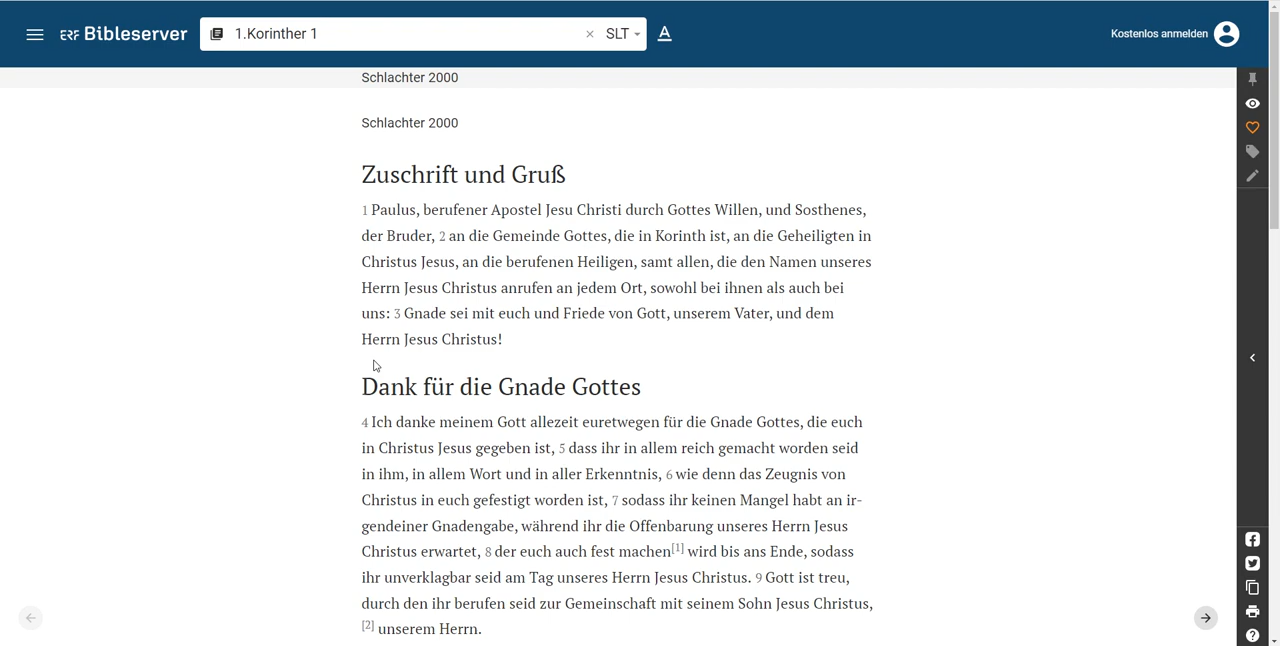 ERF Bibleserver
1.Korinther 1
SLT
A
Kostenlos anmelden
Schlachter 2000
Schlachter 2000
Zuschrift und Gruß
1 Paulus, berufener Apostel Jesu Christi durch Gottes Willen, und Sosthenes,
der Bruder, 2 an die Gemeinde Gottes, die in Korinth ist, an die Geheiligten in
Christus Jesus, an die berufenen Heiligen, samt allen, die den Namen unseres
Herrn Jesus Christus anrufen an jedem Ort, sowohl bei ihnen als auch bei
uns: 3 Gnade sei mit euch und Friede von Gott, unserem Vater, und dem
Herrn Jesus Christus!
Dank für die Gnade Gottes
4 Ich danke meinem Gott allezeit euretwegen für die Gnade Gottes, die euch
in Christus Jesus gegeben ist, 5 dass ihr in allem reich gemacht worden seid
in ihm, in allem Wort und in aller Erkenntnis, 6 wie denn das Zeugnis von
Christus in euch gefestigt worden ist, 7 sodass ihr keinen Mangel habt an ir-
gendeiner Gnadengabe, während ihr die Offenbarung unseres Herrn Jesus
Christus erwartet, 8 der euch auch fest machen[1] wird bis ans Ende, sodass
ihr unverklagbar seid am Tag unseres Herrn Jesus Christus. 9 Gott ist treu,
durch den ihr berufen seid zur Gemeinschaft mit seinem Sohn Jesus Christus,
[2] unserem Herrn.